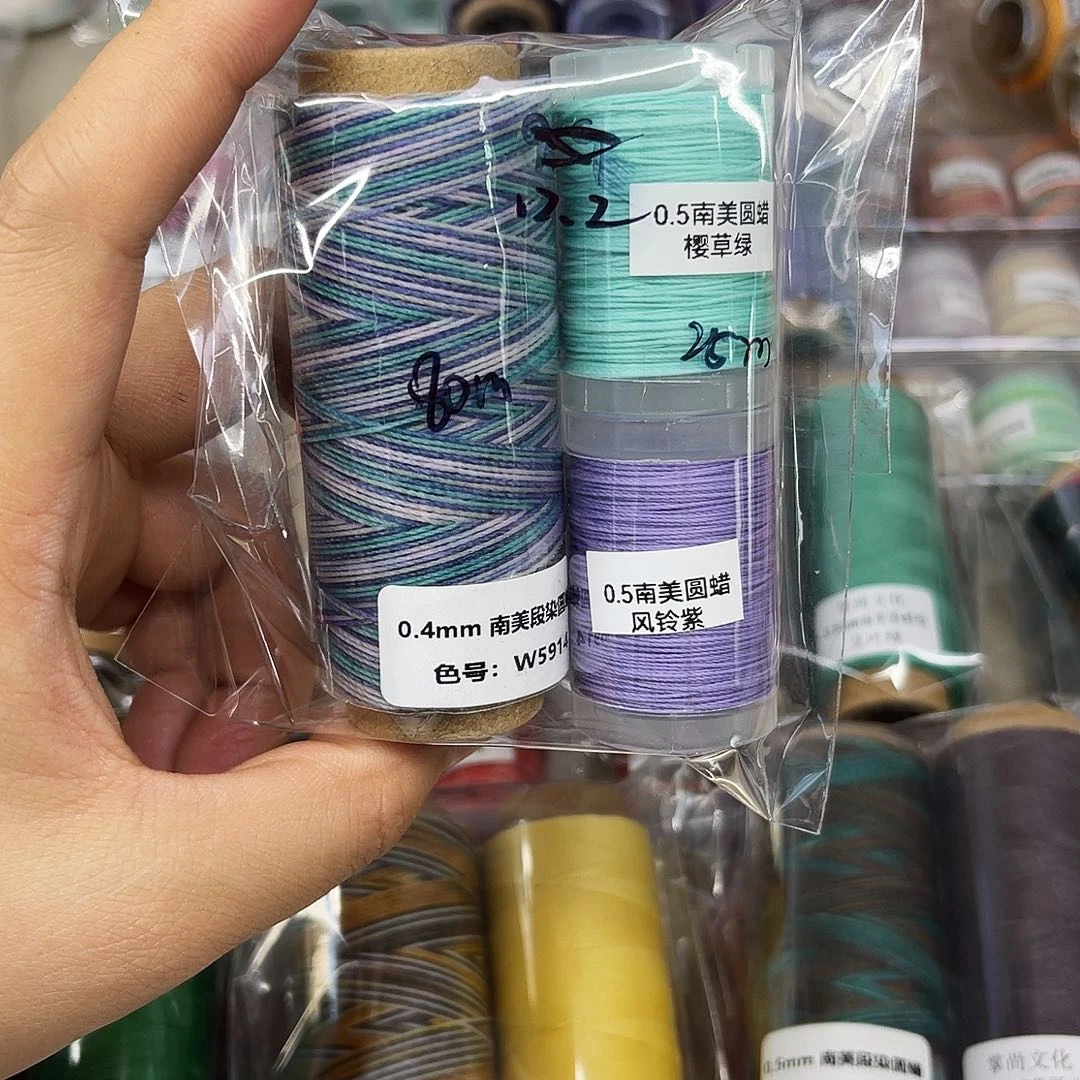 17.2
80m
0.4mm 南美段染圆蜡
色号：W5914
0.5南美圆蜡
樱草绿
25m
0.5南美圆蜡
风铃紫
0.5mm 南美段染圆蜡
掌尚文化